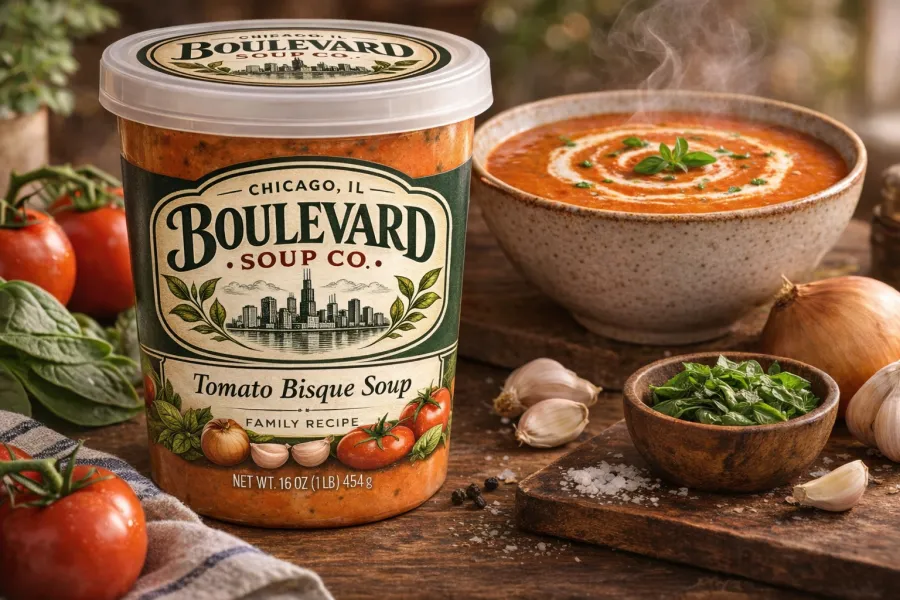 CHICAGO, IL
BOULEVARD
SOUP CO.
CHICAGO, IL
BOULEVARD
• SOUP CO. •
Tomato Bisque Soup
FAMILY RECIPE
NET WT. 16 OZ (1 LB) 454 g